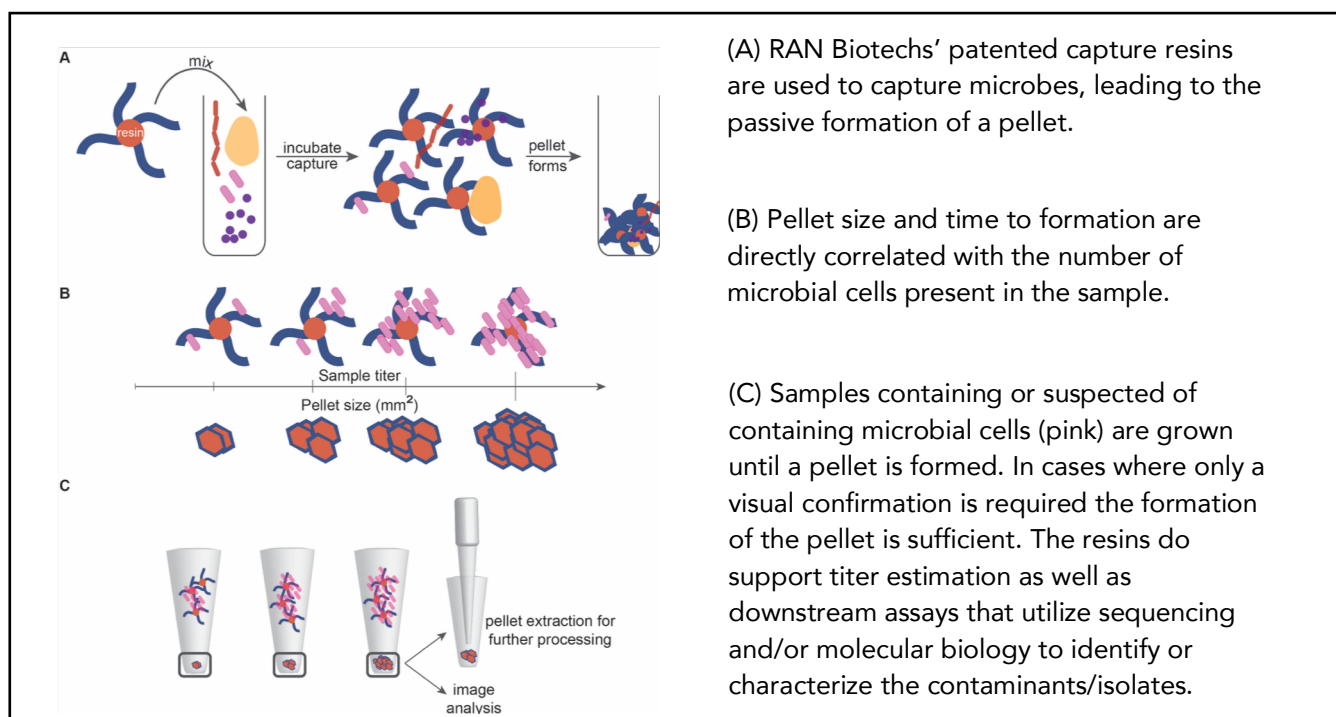 A
mix
resin
incubate
capture
pellet
forms
(A) RAN Biotechs’ patented capture resins
are used to capture microbes, leading to the
passive formation of a pellet.
B
Sample titer
Pellet size (mm²)
(B) Pellet size and time to formation are
directly correlated with the number of
microbial cells present in the sample.
C
pellet extraction for
further processing
image
analysis
(C) Samples containing or suspected of
containing microbial cells (pink) are grown
until a pellet is formed. In cases where only a
visual confirmation is required the formation
of the pellet is sufficient. The resins do
support titer estimation as well as
downstream assays that utilize sequencing
and/or molecular biology to identify or
characterize the contaminants/isolates.